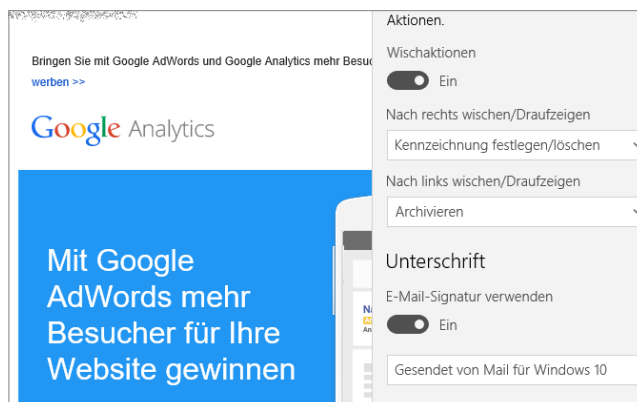 Bringen Sie mit Google AdWords und Google Analytics mehr
werben >>
Google Analytics
Mit Google
AdWords mehr
Besucher für Ihre
Website gewinnen
Aktionen.
Wischaktionen
Ein
Nach rechts wischen/Draufzeigen
Kennzeichnung festlegen/löschen
Nach links wischen/Draufzeigen
Archivieren
Unterschrift
E-Mail-Signatur verwenden
Ein
Gesendet von Mail für Windows 10